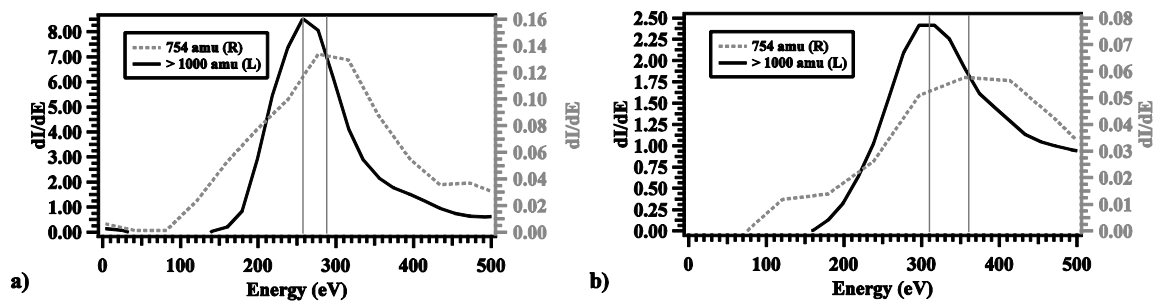 8.00
7.00
6.00
5.00
4.00
3.00
2.00
1.00
0.00
dI/dE
754 amu (R)
> 1000 amu (L)
0.16
0.14
0.12
0.10
0.08
0.06
0.04
0.02
0.00
dI/dE
0 100 200 300 400 500
Energy (eV)
a)
2.50
2.25
2.00
1.75
1.50
1.25
1.00
0.75
0.50
0.25
0.00
dI/dE
754 amu (R)
> 1000 amu (L)
0.08
0.07
0.06
0.05
0.04
0.03
0.02
0.01
0.00
dI/dE
0 100 200 300 400 500
Energy (eV)
b)